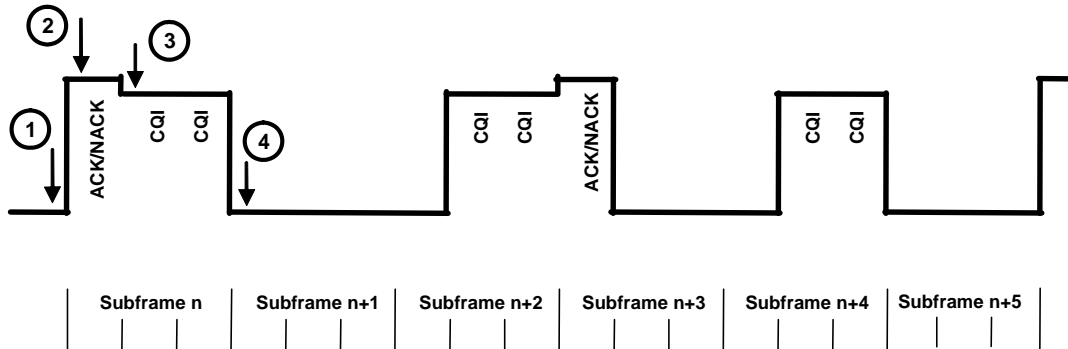 2
3
1
4
ACK/NACK
CQI
CQI
CQI
CQI
ACK/NACK
CQI
CQI
Subframe n
Subframe n+1
Subframe n+2
Subframe n+3
Subframe n+4
Subframe n+5